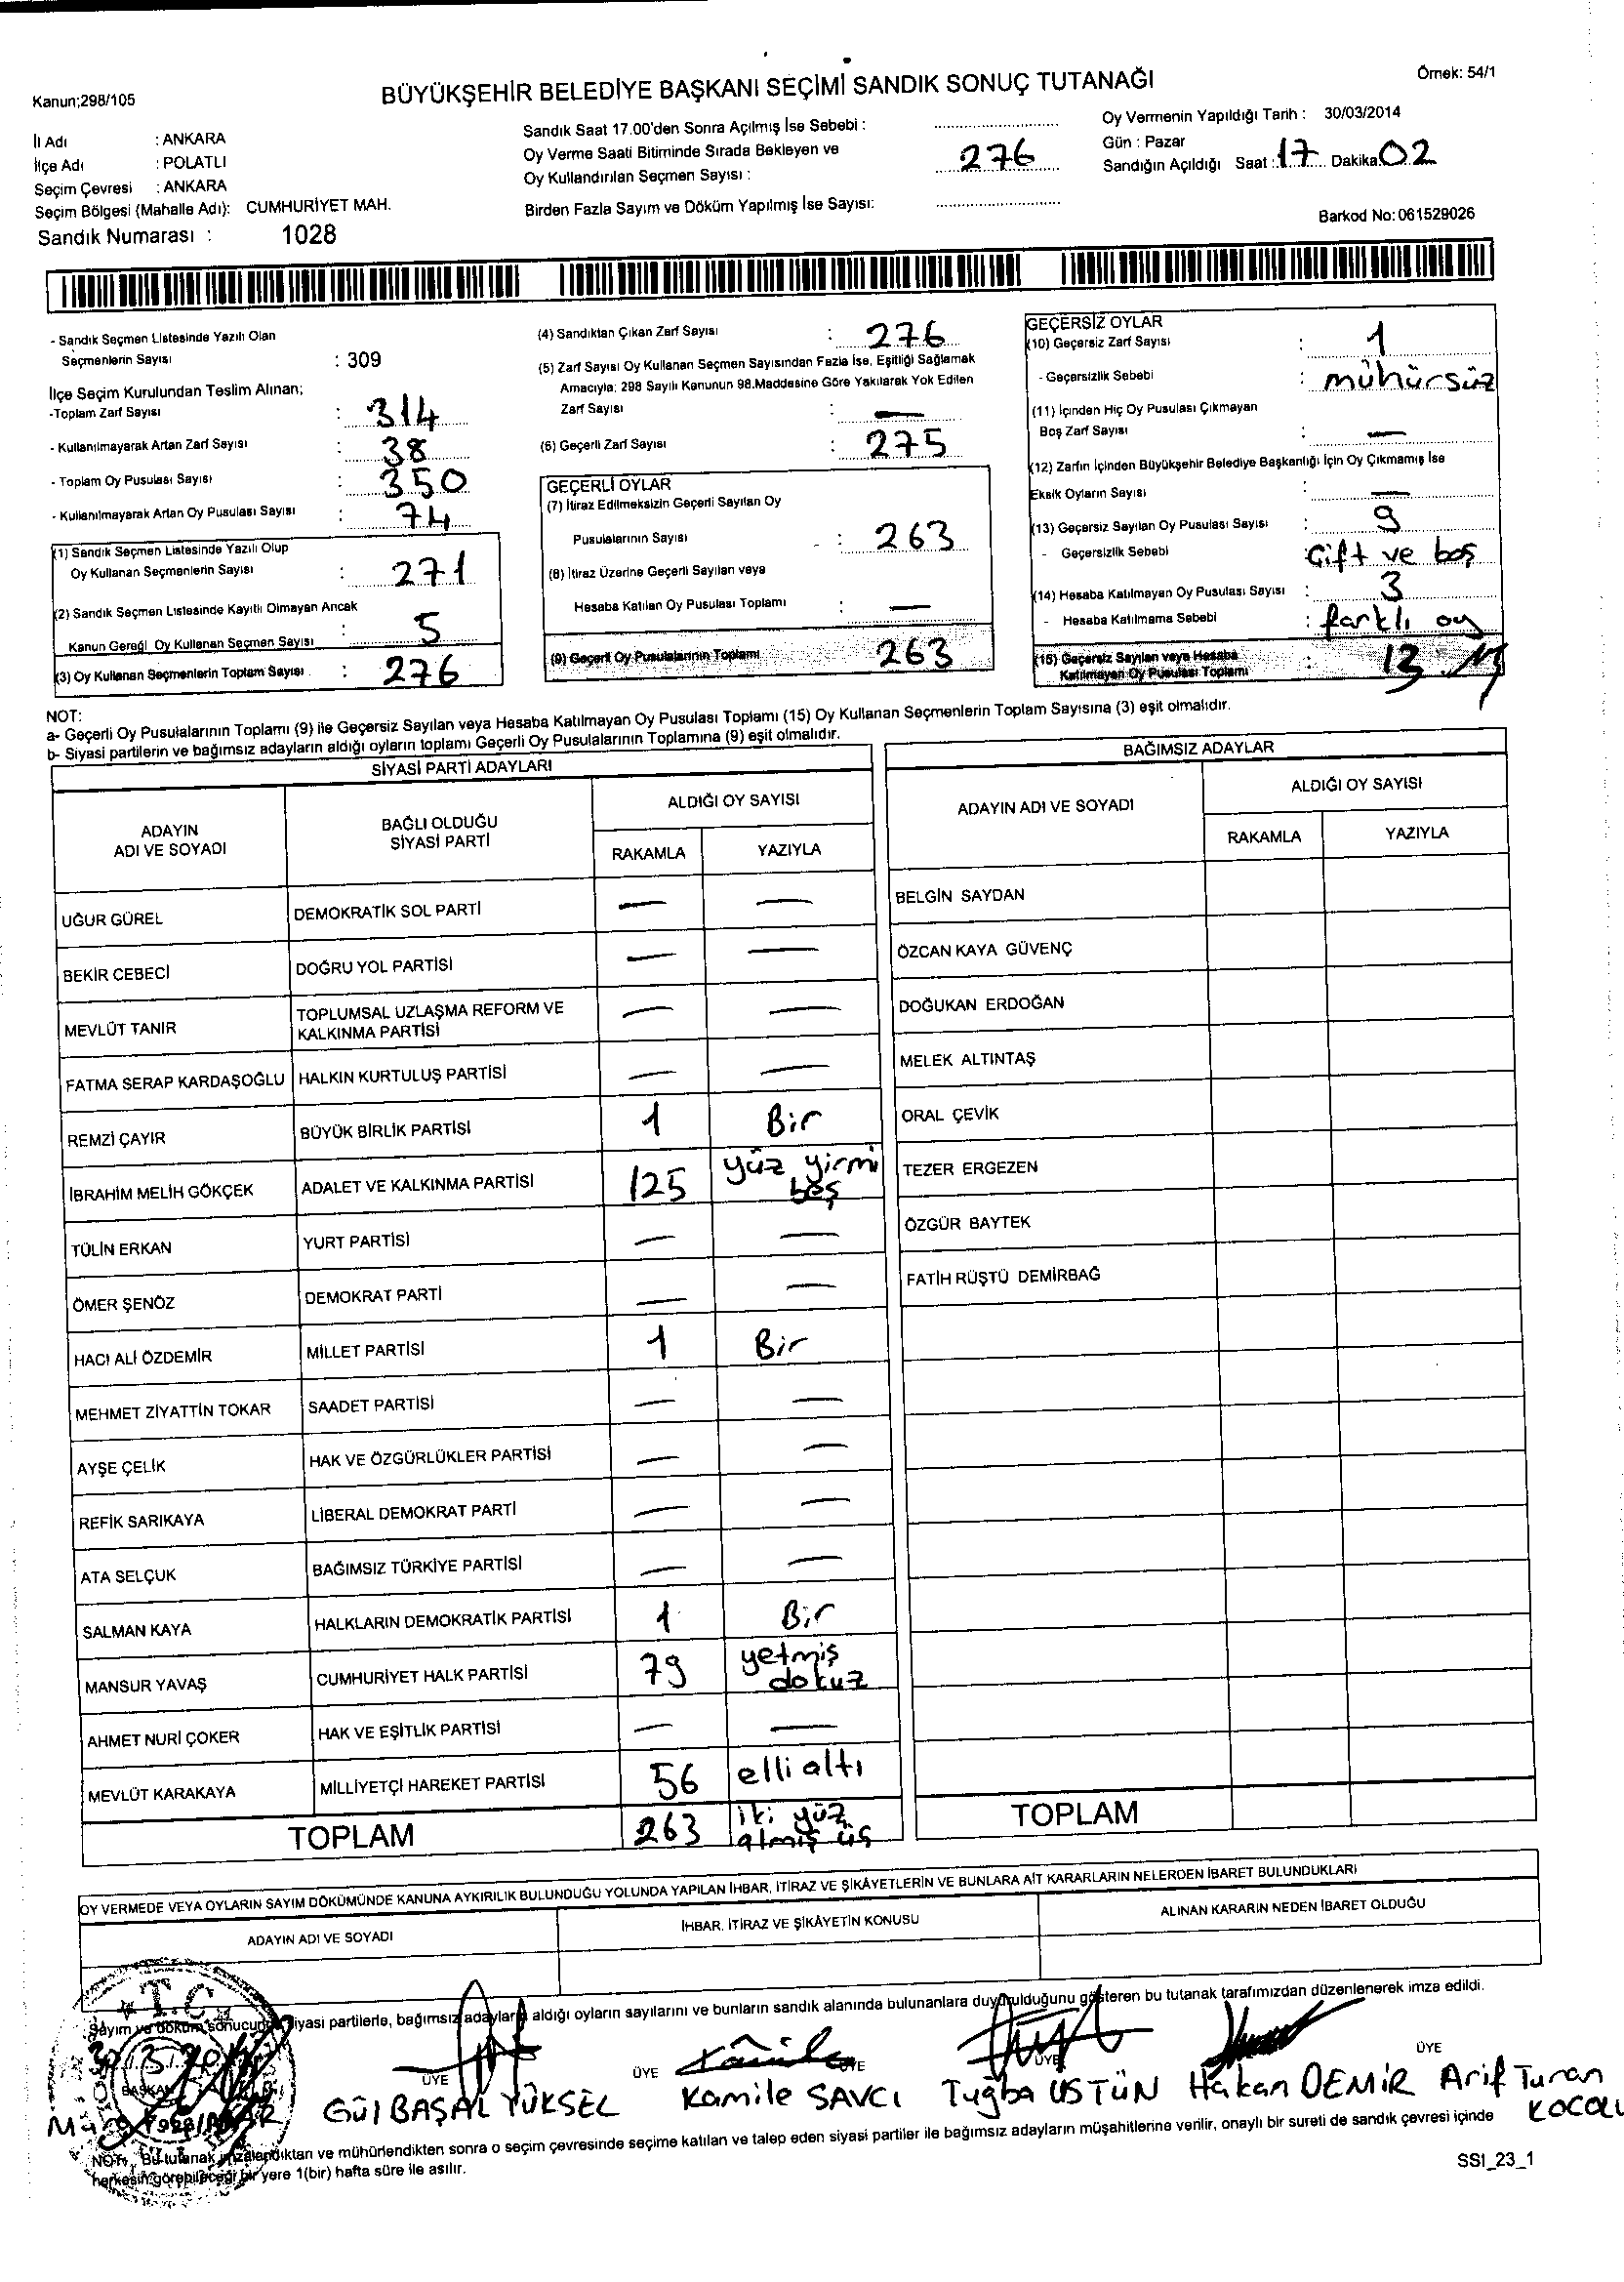 Örnek: 54/1
Kanun;298/105
BÜYÜKŞEHİR BELEDİYE BAŞKANI SEÇİMİ SANDIK SONUÇ TUTANAĞI
İl Adı : ANKARA
İlçe Adı : POLATLI
Seçim Çevresi : ANKARA
Seçim Bölgesi (Mahalle Adı): CUMHURİYET MAH.
Sandık Numarası : 1028
Sandık Saat 17.00'den Sonra Açılmış İse Sebebi :
Oy Verme Saati Bitiminde Sırada Bekleyen ve
Oy Kullandırılan Seçmen Sayısı : 276
Birden Fazla Sayım ve Döküm Yapılmış İse Sayısı:
Oy Vermenin Yapıldığı Tarih : 30/03/2014
Gün : Pazar
Sandığın Açıldığı Saat : 17 Dakika 02
Barkod No: 061529026
- Sandık Seçmen Listesinde Yazılı Olan
Seçmenlerin Sayısı : 309
İlçe Seçim Kurulundan Teslim Alınan;
-Toplam Zarf Sayısı : 314
- Kullanılmayarak Artan Zarf Sayısı : 38
- Toplam Oy Pusulası Sayısı : 350
- Kullanılmayarak Artan Oy Pusulası Sayısı : 74
(1) Sandık Seçmen Listesinde Yazılı Olup
Oy Kullanan Seçmenlerin Sayısı : 271
(2) Sandık Seçmen Listesinde Kayıtlı Olmayan Ancak
Kanun Gereği Oy Kullanan Seçmen Sayısı : 5
(3) Oy Kullanan Seçmenlerin Toplam Sayısı : 276
(4) Sandıktan Çıkan Zarf Sayısı : 276
(5) Zarf Sayısı Oy Kullanan Seçmen Sayısından Fazla İse, Eşitliği Sağlamak
Amacıyla; 298 Sayılı Kanunun 98.Maddesine Göre Yakılarak Yok Edilen
Zarf Sayısı : —
(6) Geçerli Zarf Sayısı : 275
GEÇERLİ OYLAR
(7) İtiraz Edilmeksizin Geçerli Sayılan Oy
Pusulalarının Sayısı : 263
(8) İtiraz Üzerine Geçerli Sayılan veya
Hesaba Katılan Oy Pusulası Toplamı : —
(9) Geçerli Oy Pusulalarının Toplamı 263
GEÇERSİZ OYLAR
(10) Geçersiz Zarf Sayısı : 1
- Geçersizlik Sebebi : mühürsüz
(11) İçinden Hiç Oy Pusulası Çıkmayan
Boş Zarf Sayısı : —
(12) Zarfın İçinden Büyükşehir Belediye Başkanlığı İçin Oy Çıkmamış İse
Eksik Oyların Sayısı : —
(13) Geçersiz Sayılan Oy Pusulası Sayısı : 9
- Geçersizlik Sebebi : Çift ve boş
(14) Hesaba Katılmayan Oy Pusulası Sayısı : 3
- Hesaba Katılmama Sebebi : farklı oy
(15) Geçersiz Sayılan veya Hesaba
Katılmayan Oy Pusulası Toplamı : 13
NOT:
a- Geçerli Oy Pusulalarının Toplamı (9) ile Geçersiz Sayılan veya Hesaba Katılmayan Oy Pusulası Toplamı (15) Oy Kullanan Seçmenlerin Toplam Sayısına (3) eşit olmalıdır.
b- Siyasi partilerin ve bağımsız adayların aldığı oyların toplamı Geçerli Oy Pusulalarının Toplamına (9) eşit olmalıdır.
SİYASİ PARTİ ADAYLARI
ADAYIN ADI VE SOYADI
BAĞLI OLDUĞU SİYASİ PARTİ
ALDIĞI OY SAYISI
RAKAMLA YAZIYLA
UĞUR GÜREL DEMOKRATİK SOL PARTİ — —
BEKİR CEBECİ DOĞRU YOL PARTİSİ — —
MEVLÜT TANIR TOPLUMSAL UZLAŞMA REFORM VE KALKINMA PARTİSİ — —
FATMA SERAP KARDAŞOĞLU HALKIN KURTULUŞ PARTİSİ — —
REMZİ ÇAYIR BÜYÜK BİRLİK PARTİSİ 1 Bir
İBRAHİM MELİH GÖKÇEK ADALET VE KALKINMA PARTİSİ 125 yüz yirmi beş
TÜLİN ERKAN YURT PARTİSİ — —
ÖMER ŞENÖZ DEMOKRAT PARTİ — —
HACI ALİ ÖZDEMİR MİLLET PARTİSİ 1 Bir
MEHMET ZİYATTİN TOKAR SAADET PARTİSİ — —
AYŞE ÇELİK HAK VE ÖZGÜRLÜKLER PARTİSİ — —
REFİK SARIKAYA LİBERAL DEMOKRAT PARTİ — —
ATA SELÇUK BAĞIMSIZ TÜRKİYE PARTİSİ — —
SALMAN KAYA HALKLARIN DEMOKRATİK PARTİSİ 1 Bir
MANSUR YAVAŞ CUMHURİYET HALK PARTİSİ 79 yetmiş dokuz
AHMET NURİ ÇOKER HAK VE EŞİTLİK PARTİSİ — —
MEVLÜT KARAKAYA MİLLİYETÇİ HAREKET PARTİSİ 56 elli altı
TOPLAM 263 iki yüz atmış üç
BAĞIMSIZ ADAYLAR
ADAYIN ADI VE SOYADI
ALDIĞI OY SAYISI
RAKAMLA YAZIYLA
BELGİN SAYDAN
ÖZCAN KAYA GÜVENÇ
DOĞUKAN ERDOĞAN
MELEK ALTINTAŞ
ORAL ÇEVİK
TEZER ERGEZEN
ÖZGÜR BAYTEK
FATİH RÜŞTÜ DEMİRBAĞ
TOPLAM
OY VERMEDE VEYA OYLARIN SAYIM DÖKÜMÜNDE KANUNA AYKIRILIK BULUNDUĞU YOLUNDA YAPILAN İHBAR, İTİRAZ VE ŞİKÂYETLERİN VE BUNLARA AİT KARARLARIN NELERDEN İBARET BULUNDUKLARI
ADAYIN ADI VE SOYADI İHBAR, İTİRAZ VE ŞİKÂYETİN KONUSU ALINAN KARARIN NEDEN İBARET OLDUĞU
T.C.
Sayım ve döküm sonucunda siyasi partilerle, bağımsız adayların aldığı oyların sayılarını ve bunların sandık alanında bulunanlara duyurulduğunu gösteren bu tutanak tarafımızdan düzenlenerek imza edildi.
BAŞKAN ÜYE ÜYE ÜYE ÜYE ÜYE
Gül BAŞAL YÜKSEL Kamile SAVCI Tuğba ÜSTÜN Hakan DEMİR Arif Turan KOCOLU
NOT: Bu tutanak imzalandıktan ve mühürlendikten sonra o seçim çevresinde seçime katılan ve talep eden siyasi partiler ile bağımsız adayların müşahitlerine verilir, onaylı bir sureti de sandık çevresi içinde
herkesin görebileceği bir yere 1(bir) hafta süre ile asılır.
SSI_23_1